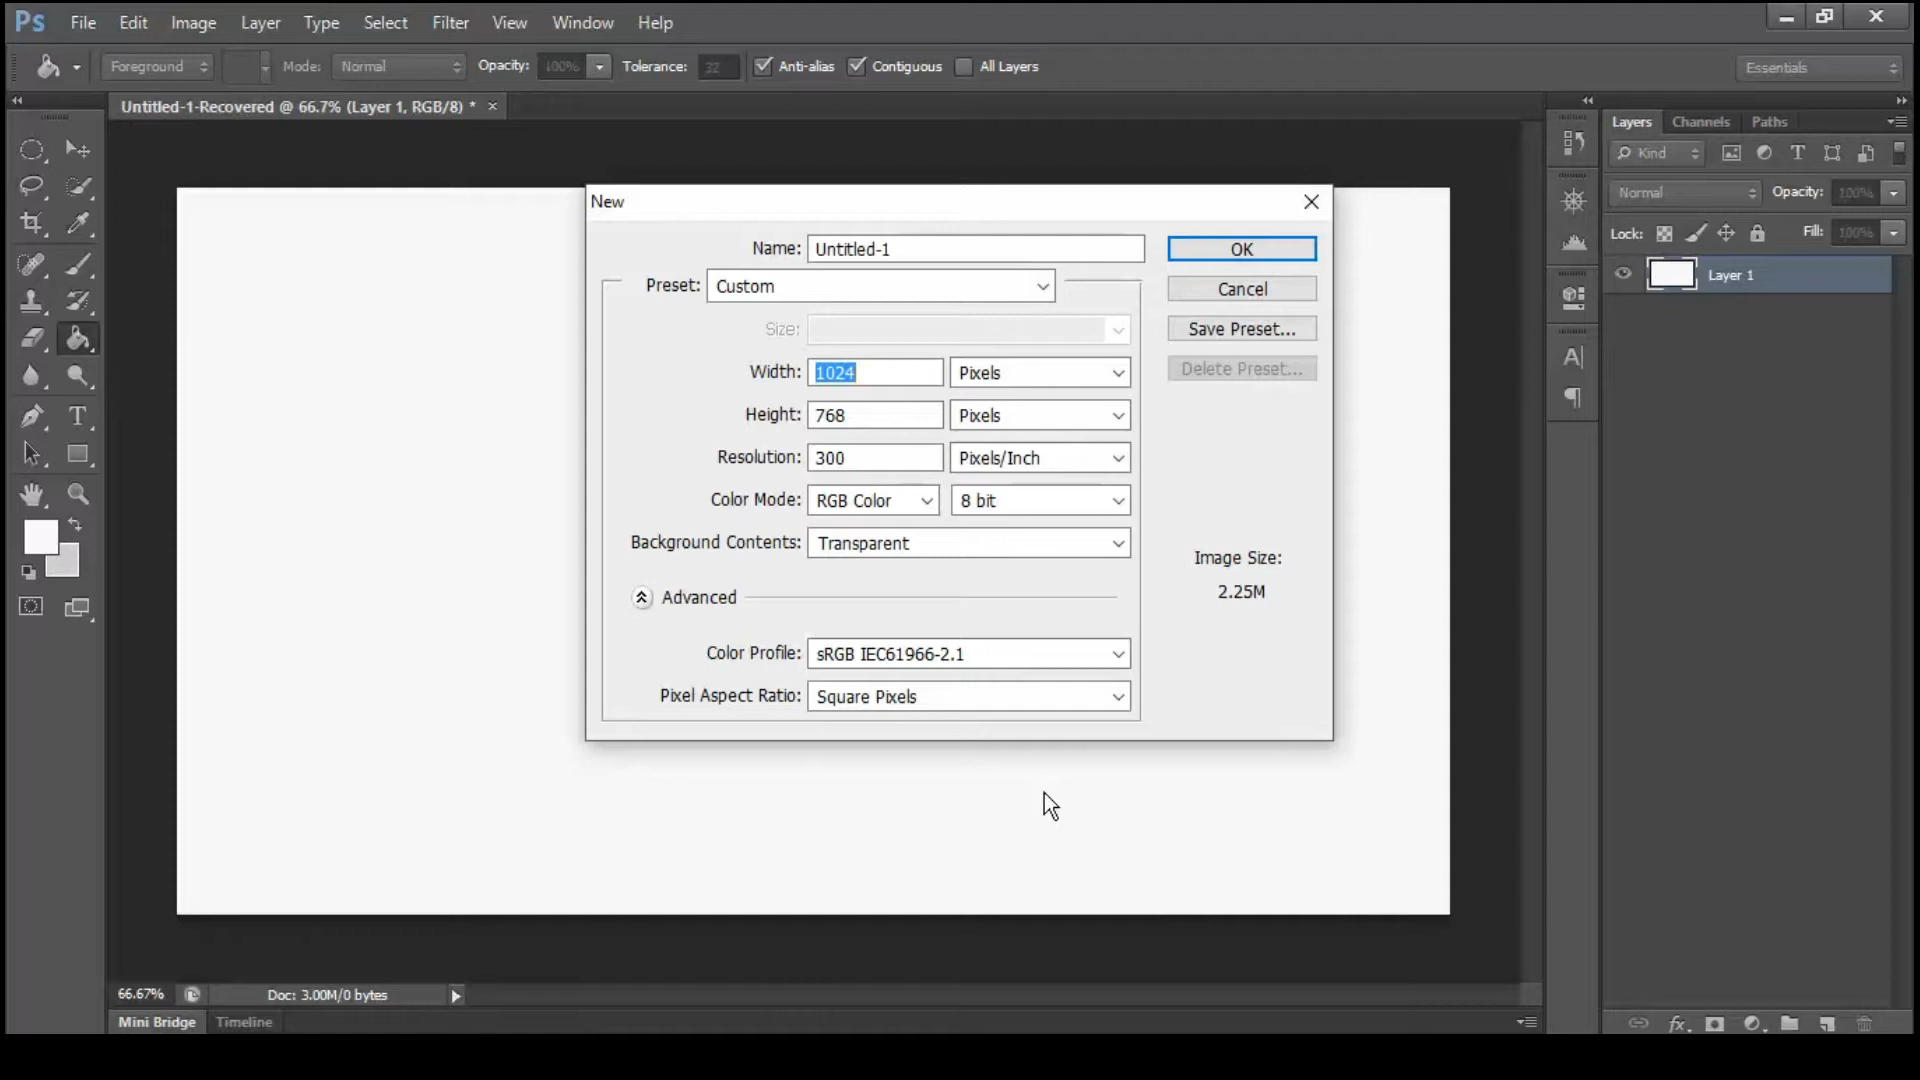 Ps File Edit Image Layer Type Select Filter View Window Help
Foreground Mode: Normal Opacity: 100% Tolerance: 32 Anti-alias Contiguous All Layers Essentials
Untitled-1-Recovered @ 66.7% (Layer 1, RGB/8) *
Layers Channels Paths
Kind
Normal Opacity: 100%
Lock: Fill: 100%
Layer 1
New
Name: Untitled-1 OK
Preset: Custom Cancel
Size: Save Preset...
Width: 1024 Pixels Delete Preset...
Height: 768 Pixels
Resolution: 300 Pixels/Inch
Color Mode: RGB Color 8 bit
Background Contents: Transparent
Image Size:
2.25M
Advanced
Color Profile: sRGB IEC61966-2.1
Pixel Aspect Ratio: Square Pixels
66.67% Doc: 3.00M/0 bytes
Mini Bridge Timeline